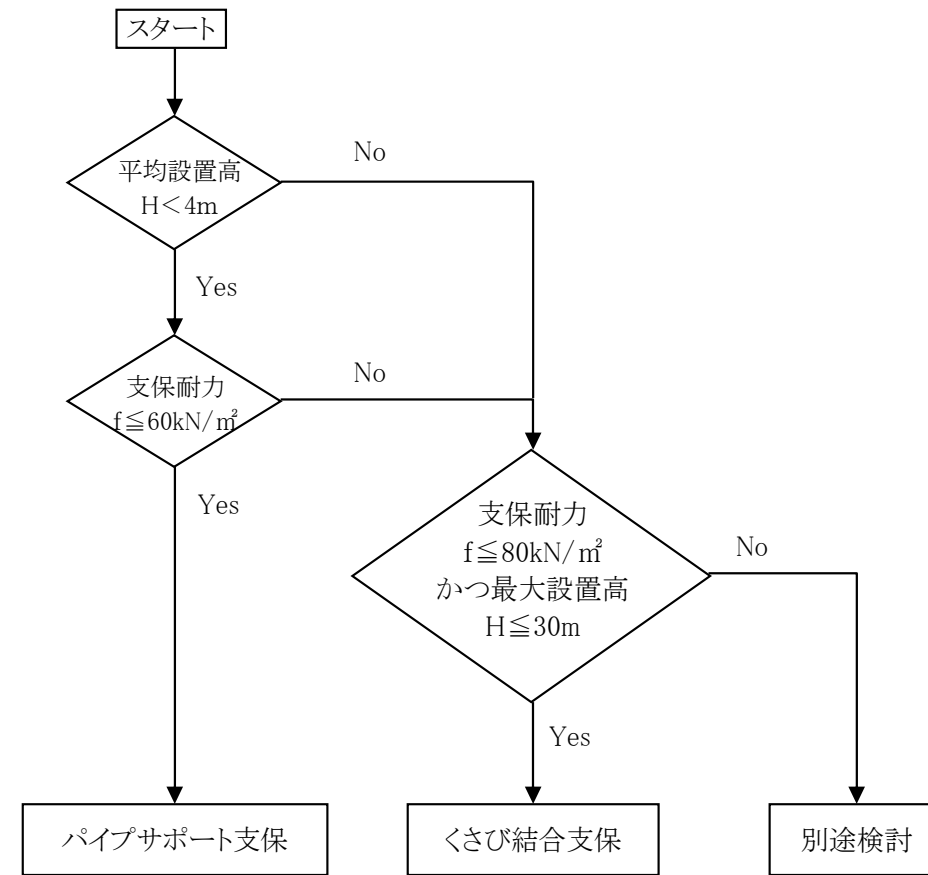 スタート
No
平均設置高
H＜4m
Yes
No
支保耐力
f≦60kN/㎡
Yes
支保耐力
f≦80kN/㎡
かつ最大設置高
H≦30m
No
Yes
パイプサポート支保
くさび結合支保
別途検討